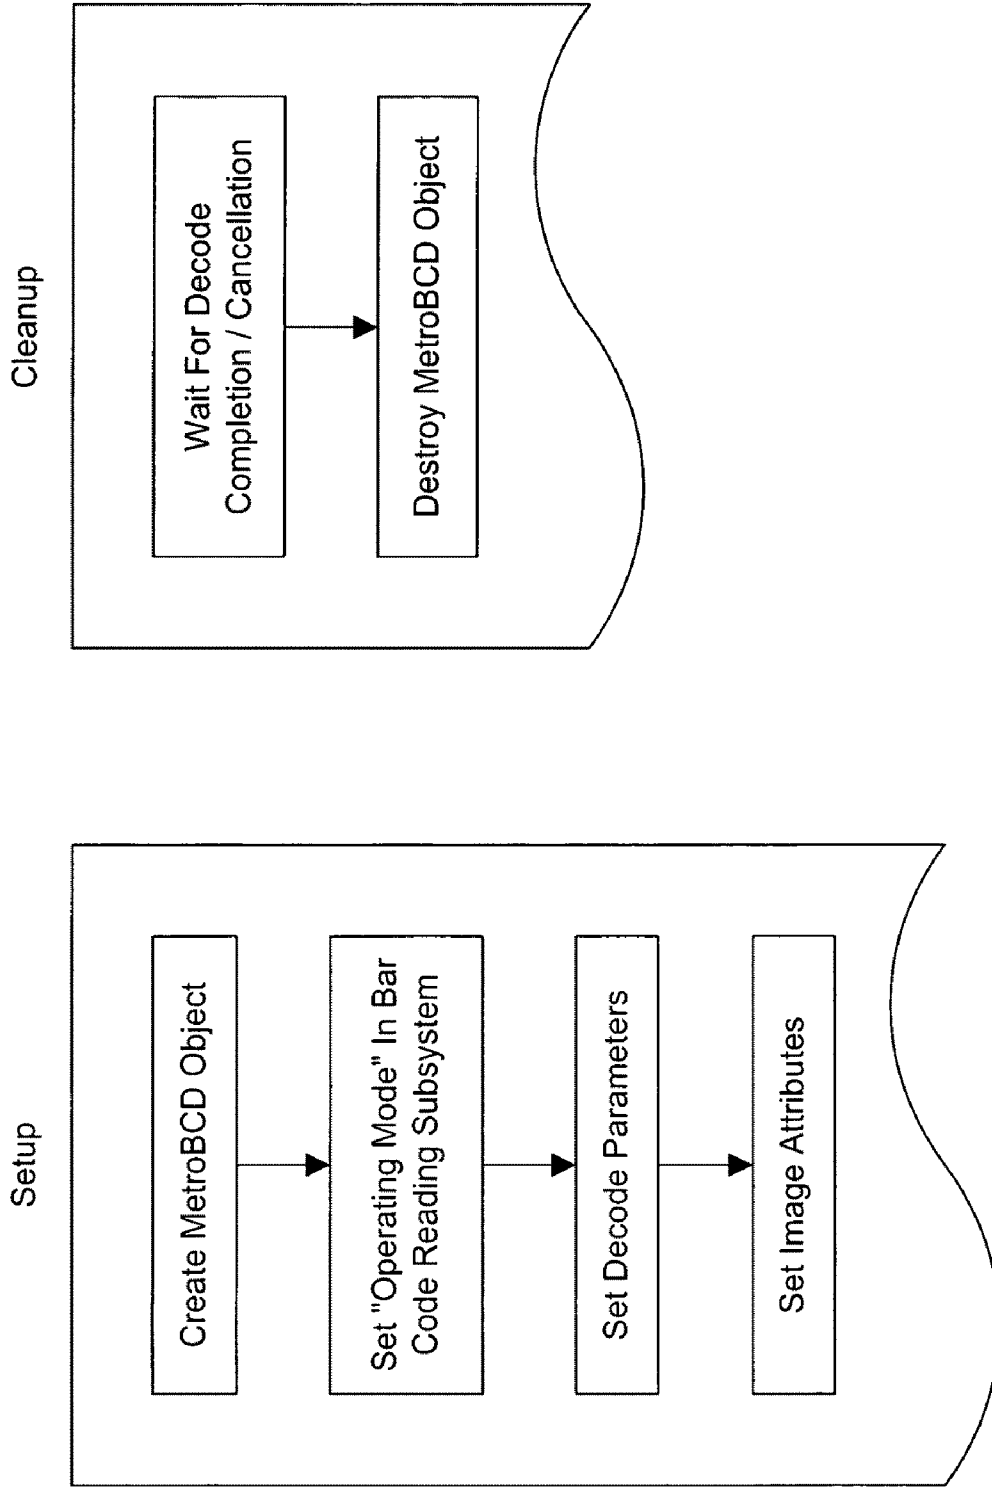 Setup
Create MetroBCD Object
Set "Operating Mode" In Bar
Code Reading Subsystem
Set Decode Parameters
Set Image Attributes
Cleanup
Wait For Decode
Completion / Cancellation
Destroy MetroBCD Object